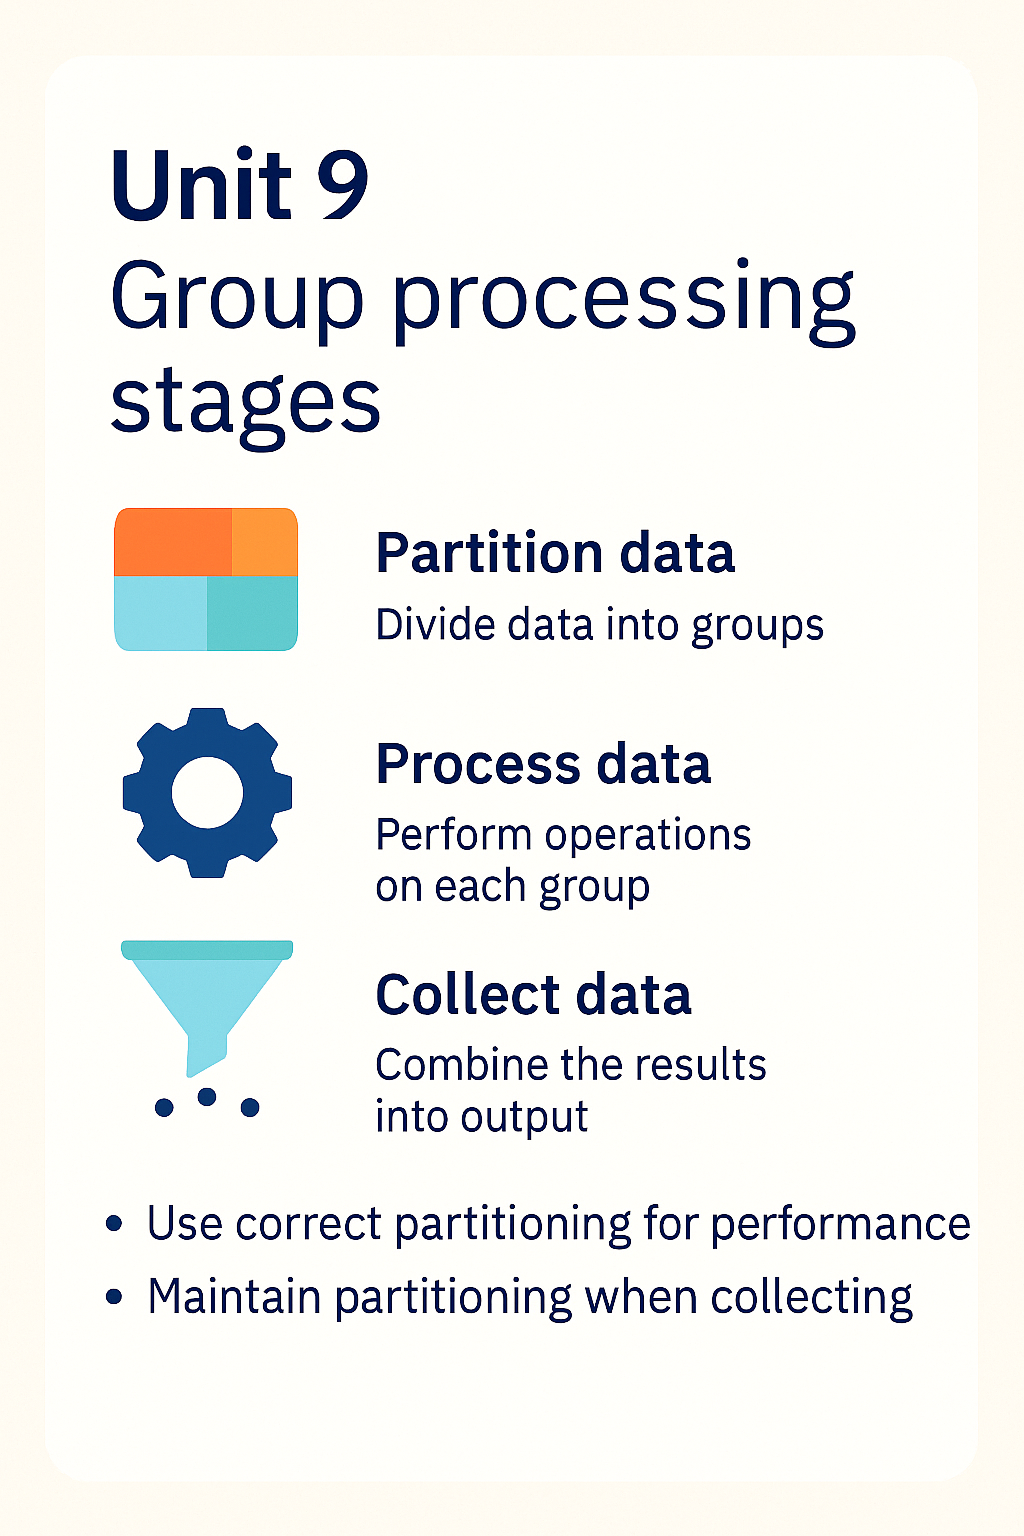 Unit 9
Group processing
stages
Partition data
Divide data into groups
Process data
Perform operations
on each group
Collect data
Combine the results
into output
• Use correct partitioning for performance
• Maintain partitioning when collecting